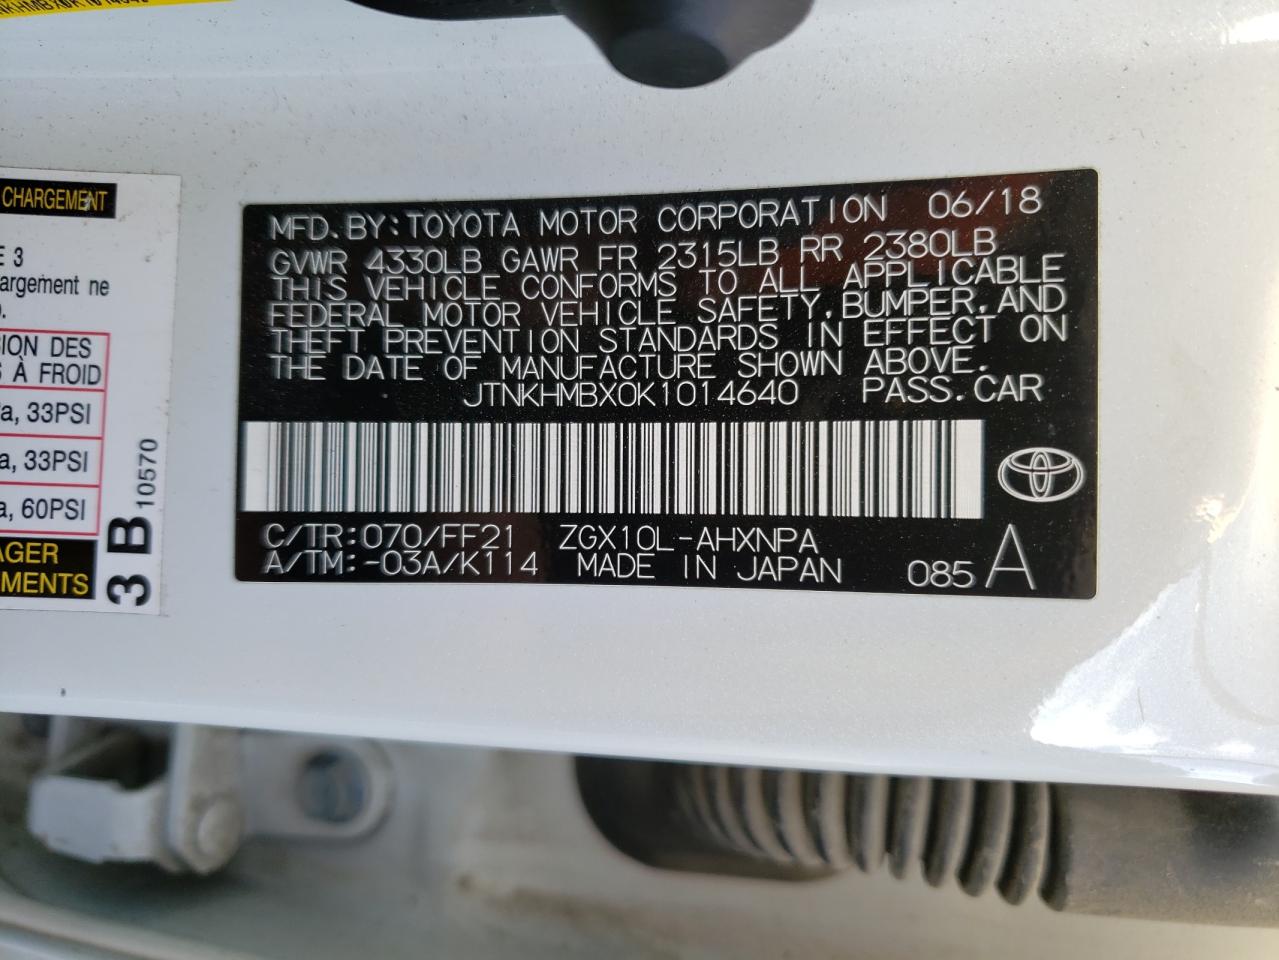 CHARGEMENT
E 3
argement ne
ION DES
S À FROID
a, 33PSI
a, 33PSI
a, 60PSI
AGER
MENTS
3 B 10570
MFD. BY: TOYOTA MOTOR CORPORATION 06/18
GVWR 4330LB GAWR FR 2315LB RR 2380LB
THIS VEHICLE CONFORMS TO ALL APPLICABLE
FEDERAL MOTOR VEHICLE SAFETY, BUMPER, AND
THEFT PREVENTION STANDARDS IN EFFECT ON
THE DATE OF MANUFACTURE SHOWN ABOVE.
JTNKHMBX0K1014640 PASS. CAR
C/TR: 070/FF21 ZGX10L-AHXNPA
A/TM: -03A/K114 MADE IN JAPAN 085 A